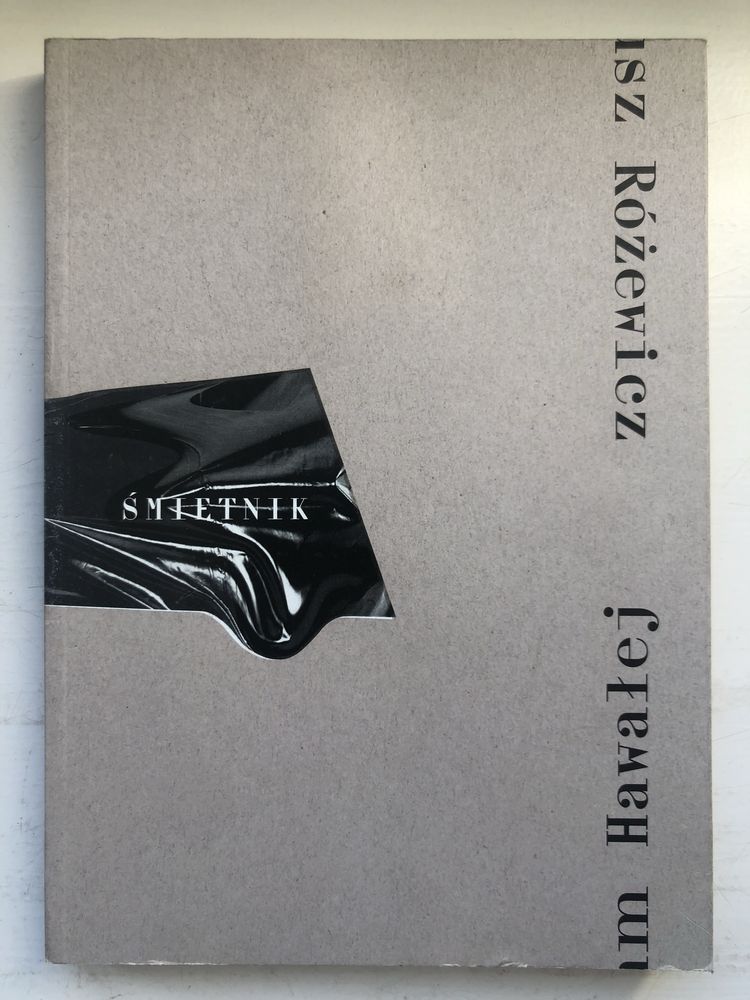 usz Różewicz
ŚMIETNIK
m Hawałej